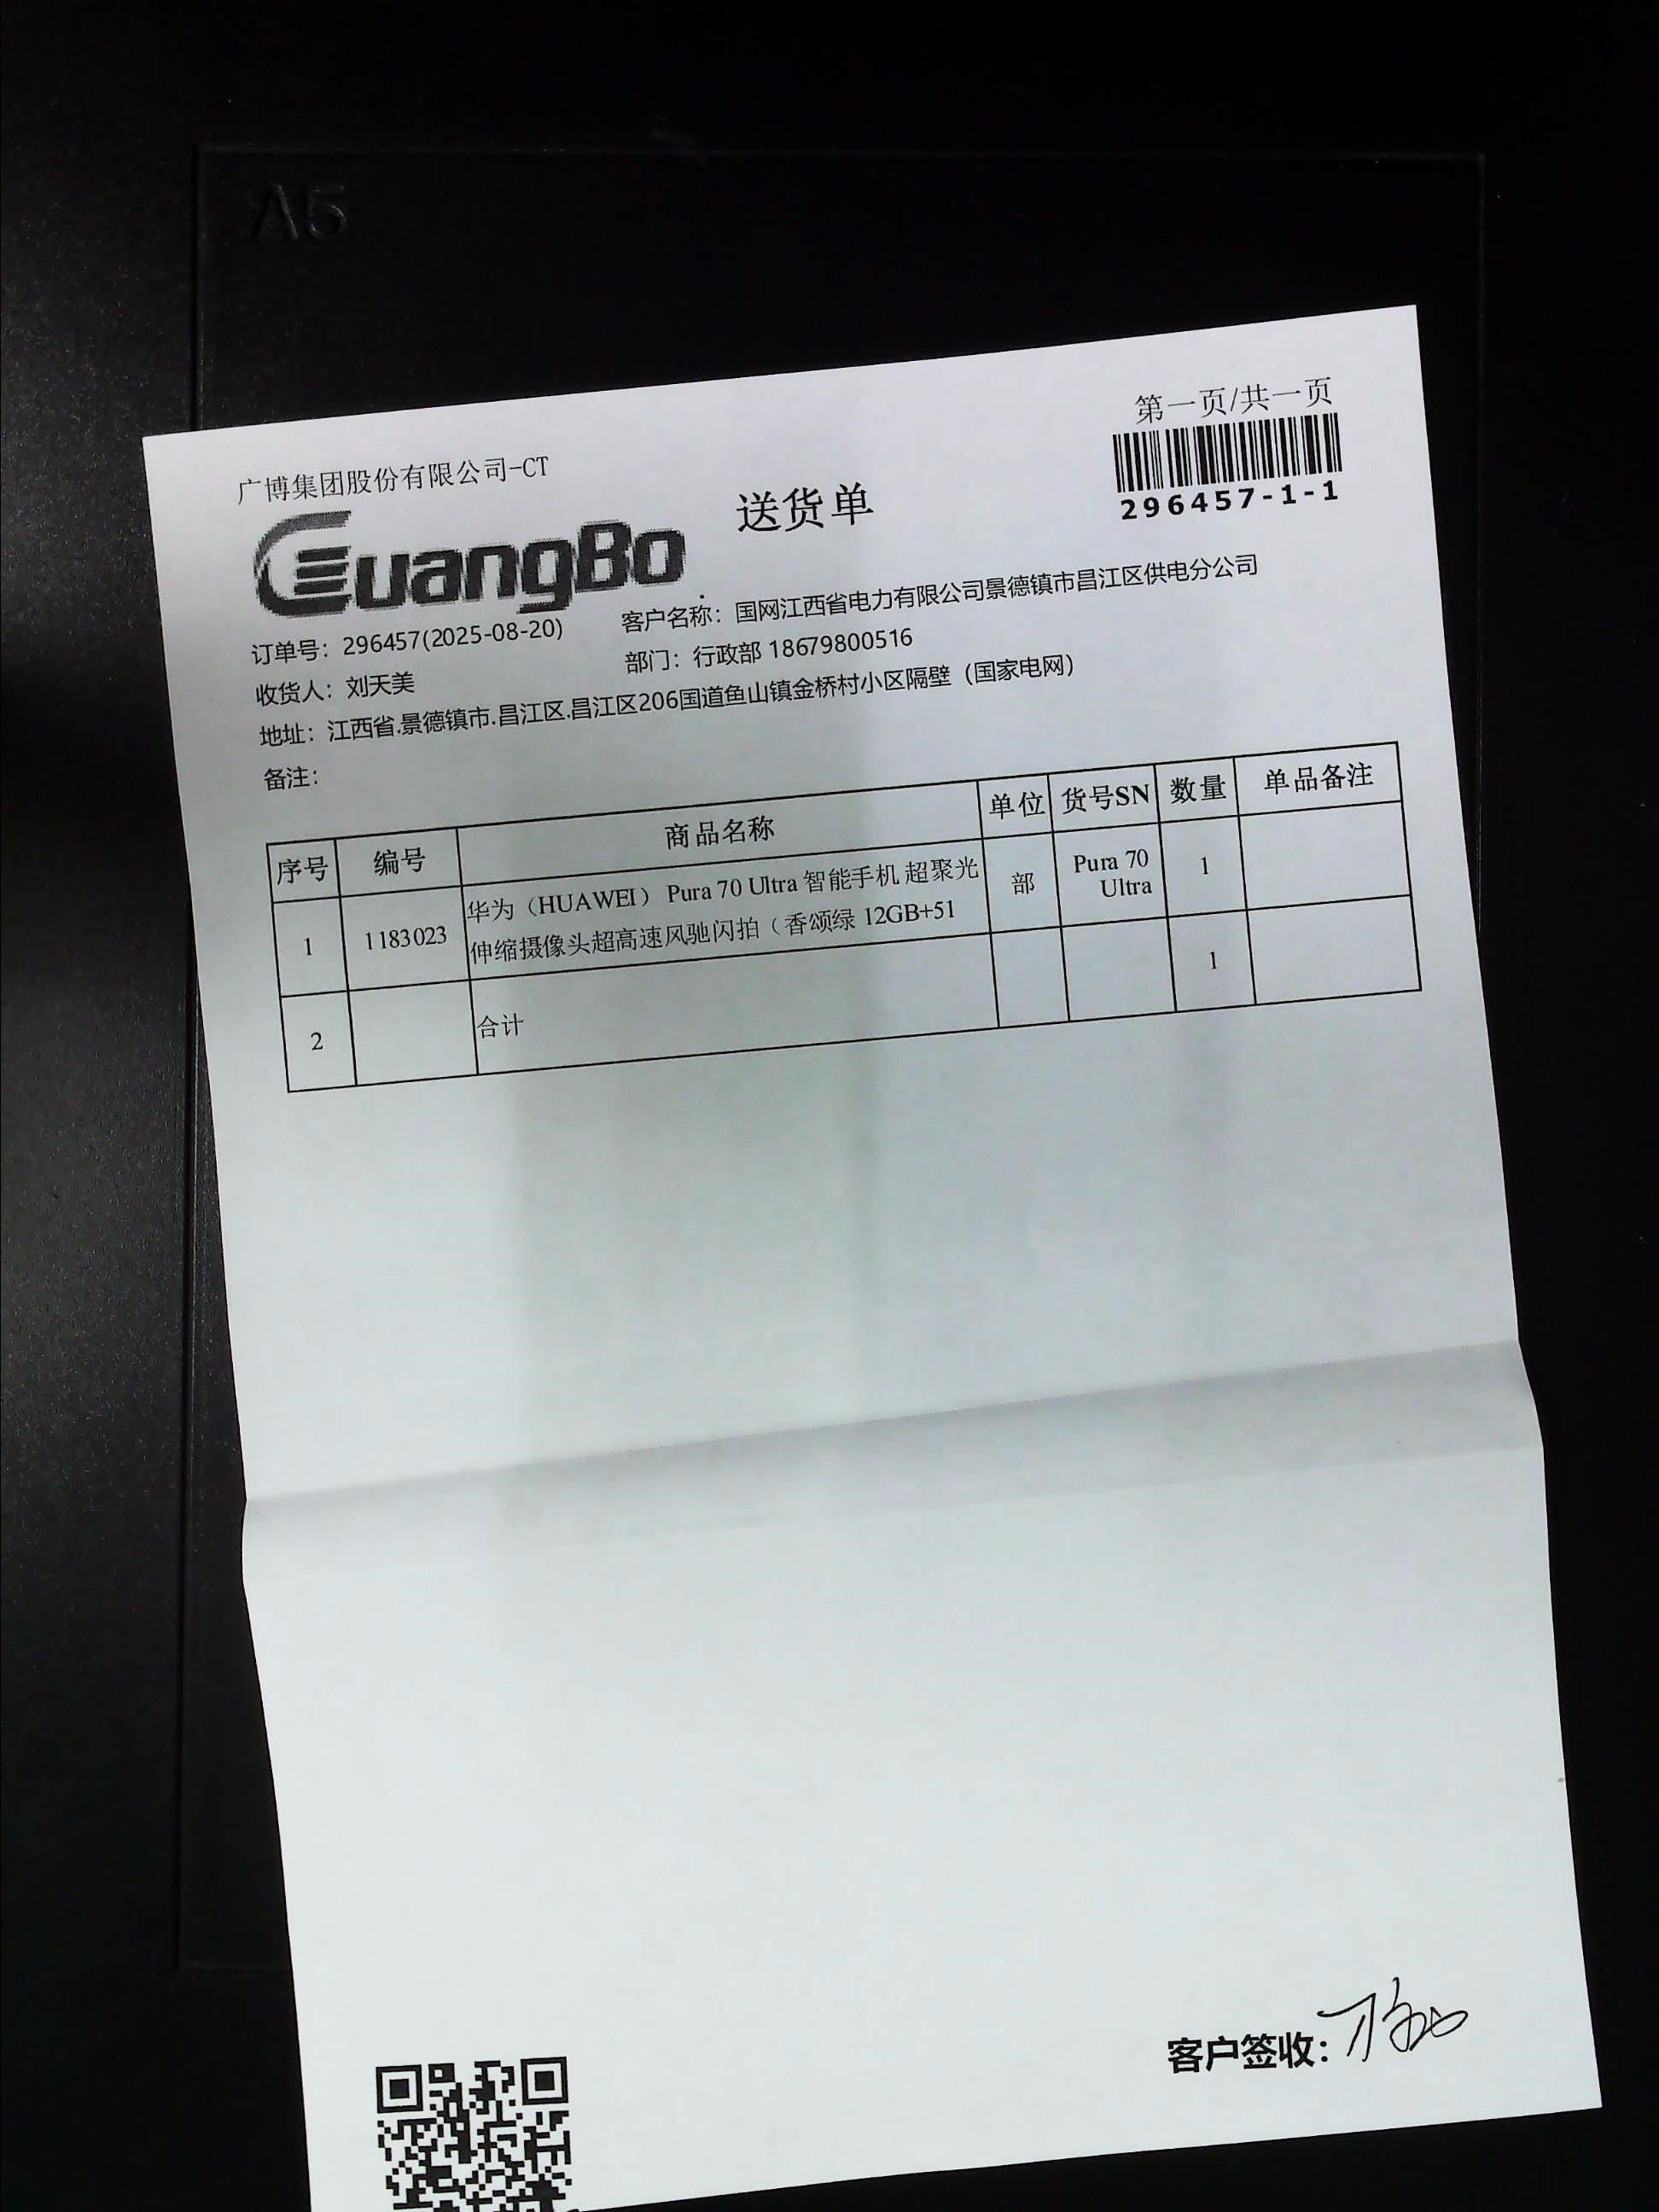 A5
第一页/共一页
296457-1-1
广博集团股份有限公司-CT
送货单
GuangBo
订单号：296457(2025-08-20)
客户名称：国网江西省电力有限公司景德镇市昌江区供电分公司
收货人：刘天美
部门：行政部 18679800516
地址：江西省.景德镇市.昌江区.昌江区206国道鱼山镇金桥村小区隔壁（国家电网）
备注：
序号 编号 商品名称 单位 货号SN 数量 单品备注
1 1183023 华为（HUAWEI） Pura 70 Ultra 智能手机 超聚光 部 Pura 70 1
伸缩摄像头超高速风驰闪拍（香颂绿 12GB+51 Ultra
2 合计 1
客户签收：